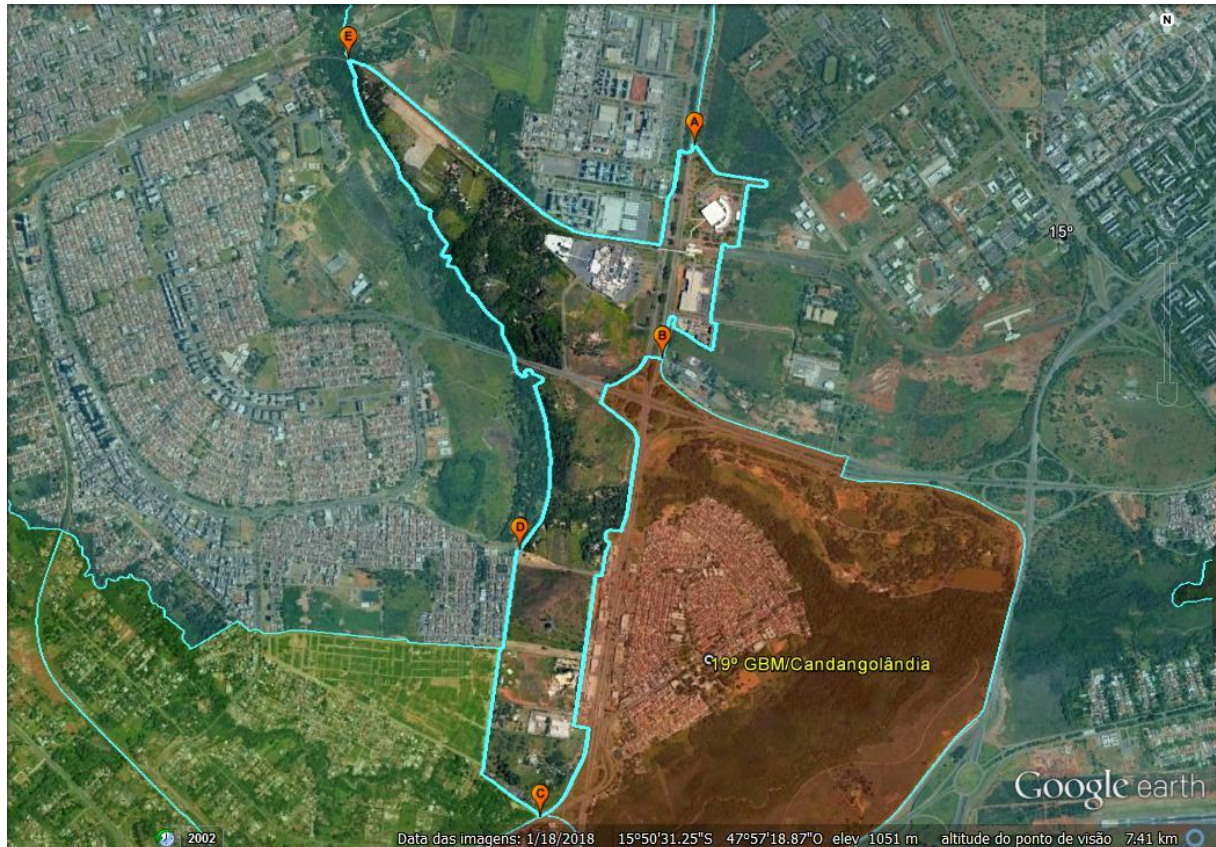 N
E
A
15º
B
D
19º GBM/Candangolândia
C
Google earth
2002
Data das imagens: 1/18/2018 15º50'31.25"S 47º57'18.87"O elev 1051 m altitude do ponto de visão 7.41 km